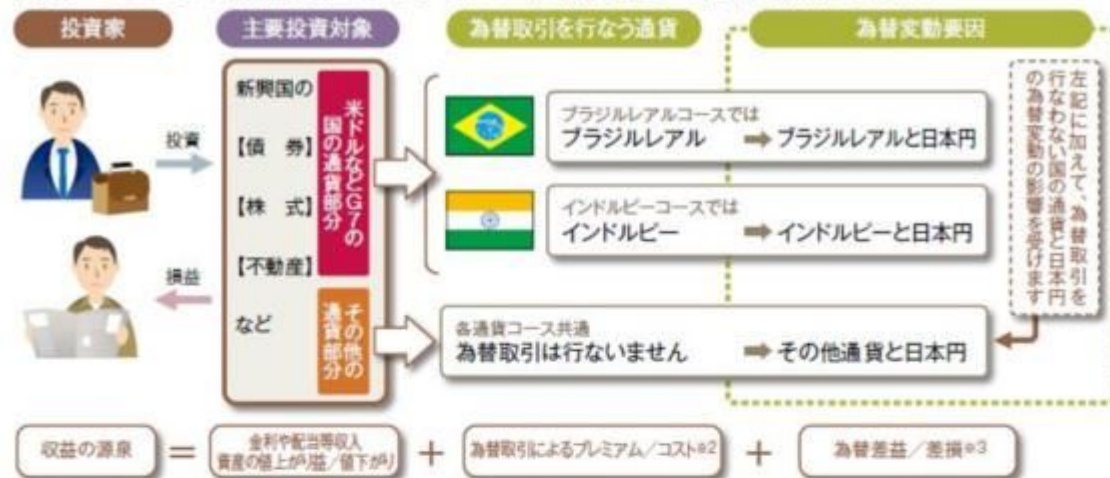 投資家
主要投資対象
為替取引を行なう通貨
為替変動要因
投資
損益
新興国の
【債 券】
【株 式】
【不動産】
など
米ドルなどG7の
国の通貨部分
その他の
通貨部分
ブラジルレアルコースでは
ブラジルレアル ➡ ブラジルレアルと日本円
インドルピーコースでは
インドルピー ➡ インドルピーと日本円
各通貨コース共通
為替取引は行ないません ➡ その他通貨と日本円
左記に加えて、為替取引を
行なわない国の通貨と日本円
の為替変動の影響を受けます
収益の源泉
=
金利や配当等収入
資産の値上がり益/値下がり
+
為替取引によるプレミアム/コスト※2
+
為替差益/差損※3